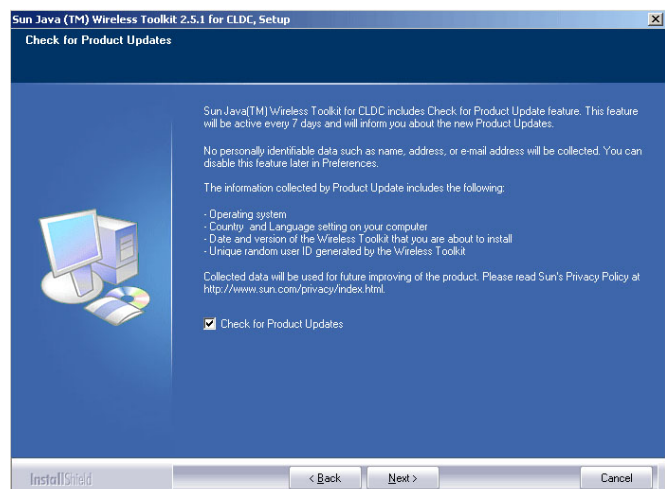 Sun Java (TM) Wireless Toolkit 2.5.1 for CLDC, Setup
Check for Product Updates
Sun Java(TM) Wireless Toolkit for CLDC includes Check for Product Update feature. This feature
will be active every 7 days and will inform you about the new Product Updates.
No personally identifiable data such as name, address, or e-mail address will be collected. You can
disable this feature later in Preferences.
The information collected by Product Update includes the following:
- Operating system
- Country and Language setting on your computer
- Date and version of the Wireless Toolkit that you are about to install
- Unique random user ID generated by the Wireless Toolkit
Collected data will be used for future improving of the product. Please read Sun's Privacy Policy at
http://www.sun.com/privacy/index.html.
Check for Product Updates
InstallShield
< Back
Next >
Cancel